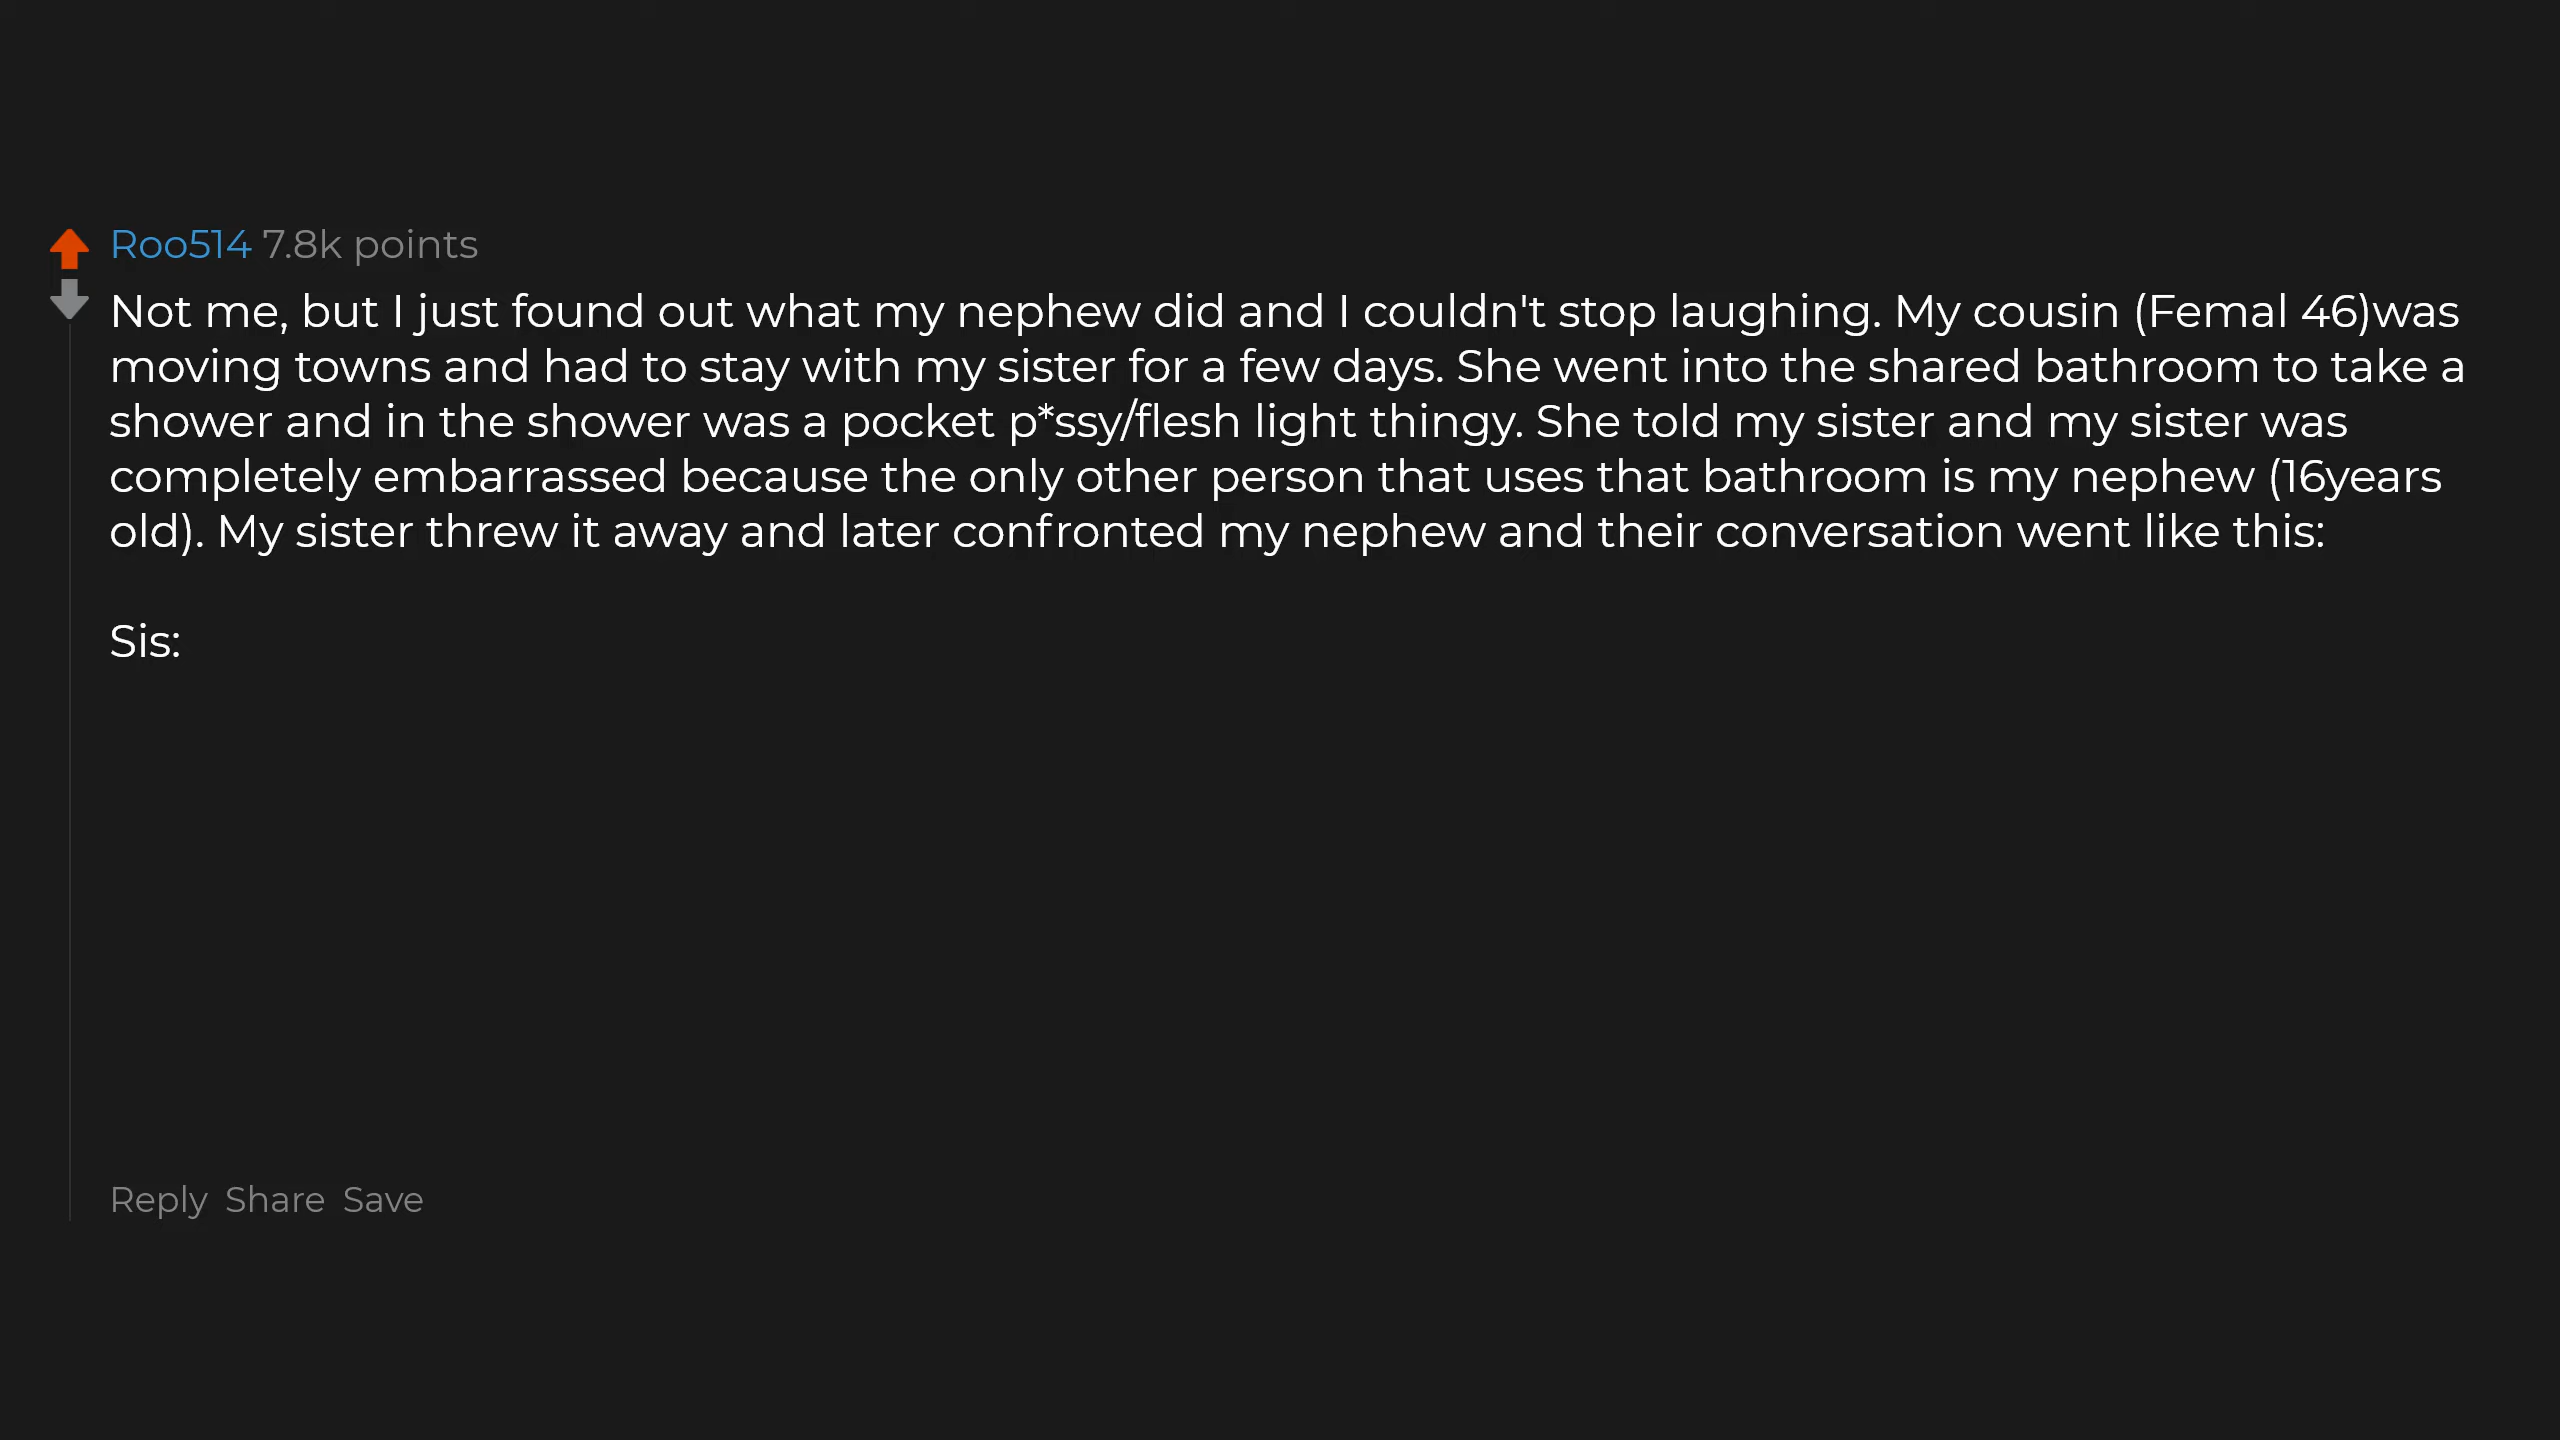 Roo514 7.8k points
Not me, but I just found out what my nephew did and I couldn't stop laughing. My cousin (Femal 46)was
moving towns and had to stay with my sister for a few days. She went into the shared bathroom to take a
shower and in the shower was a pocket p*ssy/flesh light thingy. She told my sister and my sister was
completely embarrassed because the only other person that uses that bathroom is my nephew (16years
old). My sister threw it away and later confronted my nephew and their conversation went like this:
Sis:
Reply Share Save